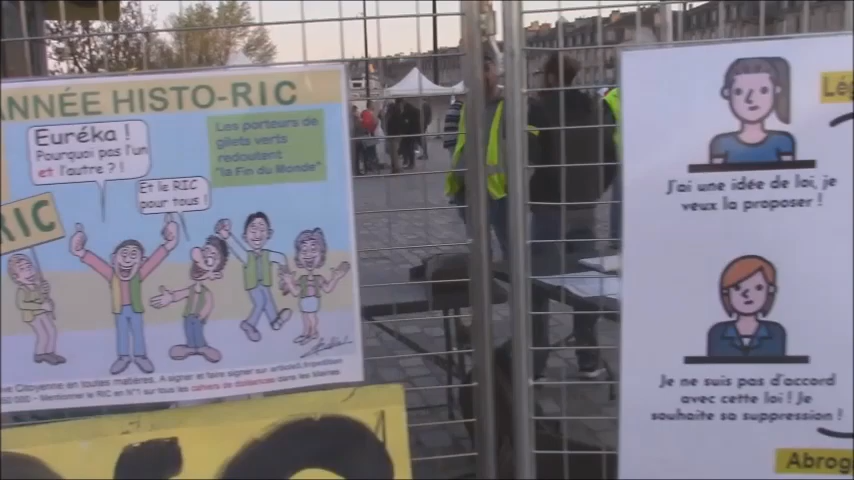 ANNÉE HISTO-RIC
Eurêka !
Pourquoi pas l'un
et l'autre ? !
Les porteurs de
gilets verts
redoutent
"la Fin du Monde"
Et le RIC
pour tous !
RIC
Citoyenne en toutes matières. A signer et faire signer sur article3
- Mentionner le RIC en N°1 sur tous les cahiers de doléances dans les Mairies
J'ai une idée de loi, je
veux la proposer !
Je ne suis pas d'accord
avec cette loi ! Je
souhaite sa suppression !
Abrog